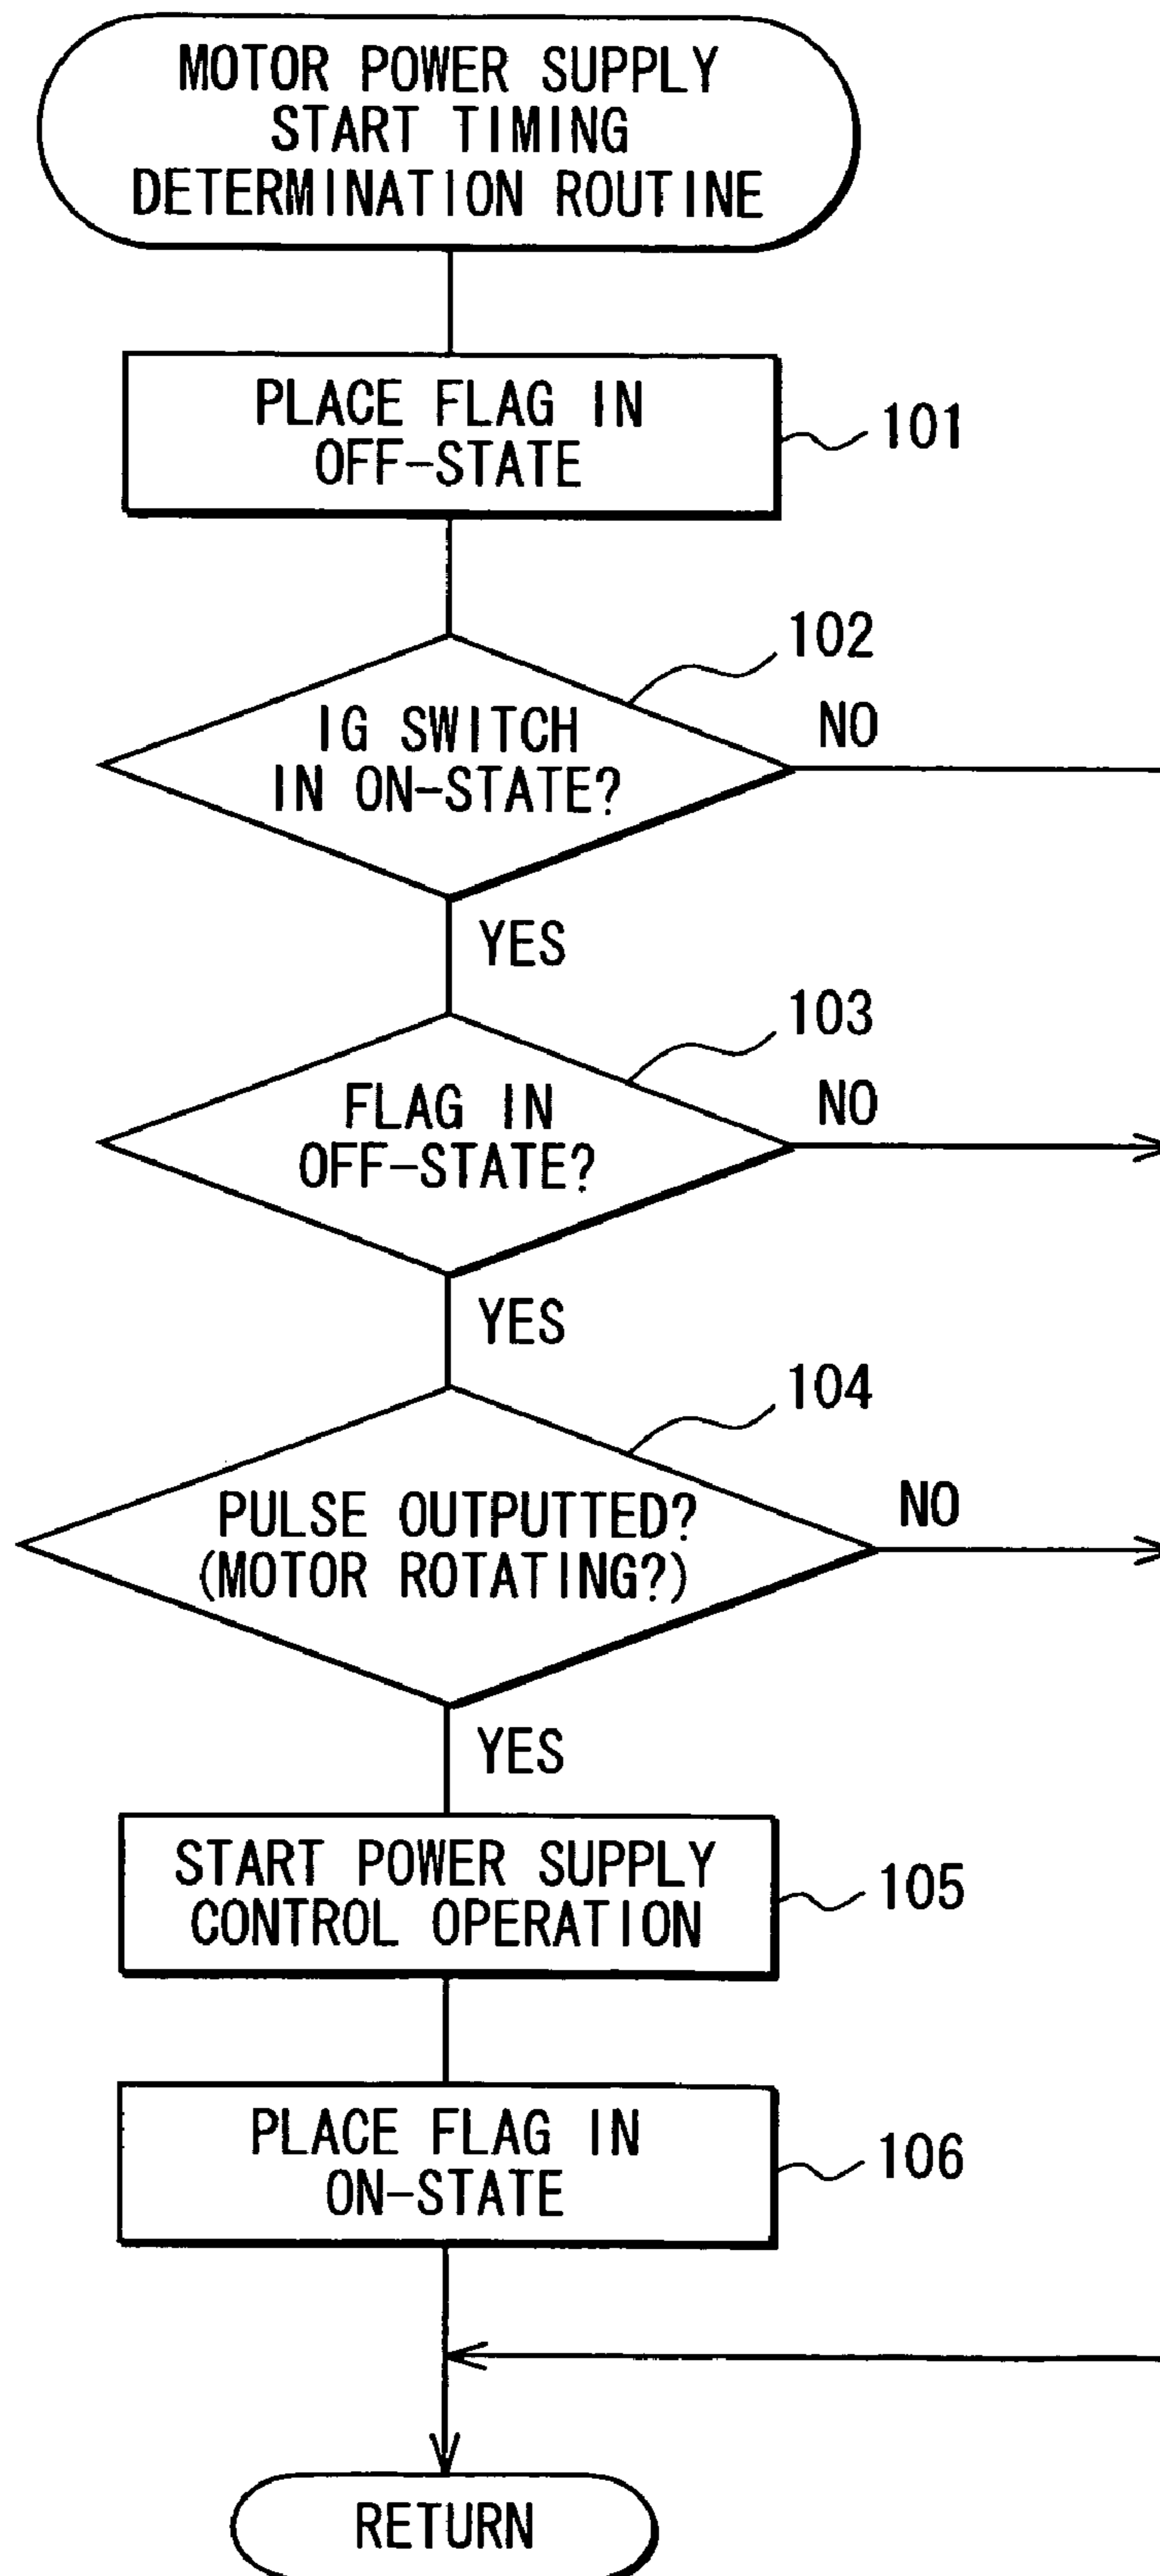 MOTOR POWER SUPPLY
START TIMING
DETERMINATION ROUTINE
PLACE FLAG IN
OFF-STATE
101
102
IG SWITCH
IN ON-STATE?
NO
YES
103
FLAG IN
OFF-STATE?
NO
YES
104
PULSE OUTPUTTED?
(MOTOR ROTATING?)
NO
YES
START POWER SUPPLY
CONTROL OPERATION
105
PLACE FLAG IN
ON-STATE
106
RETURN